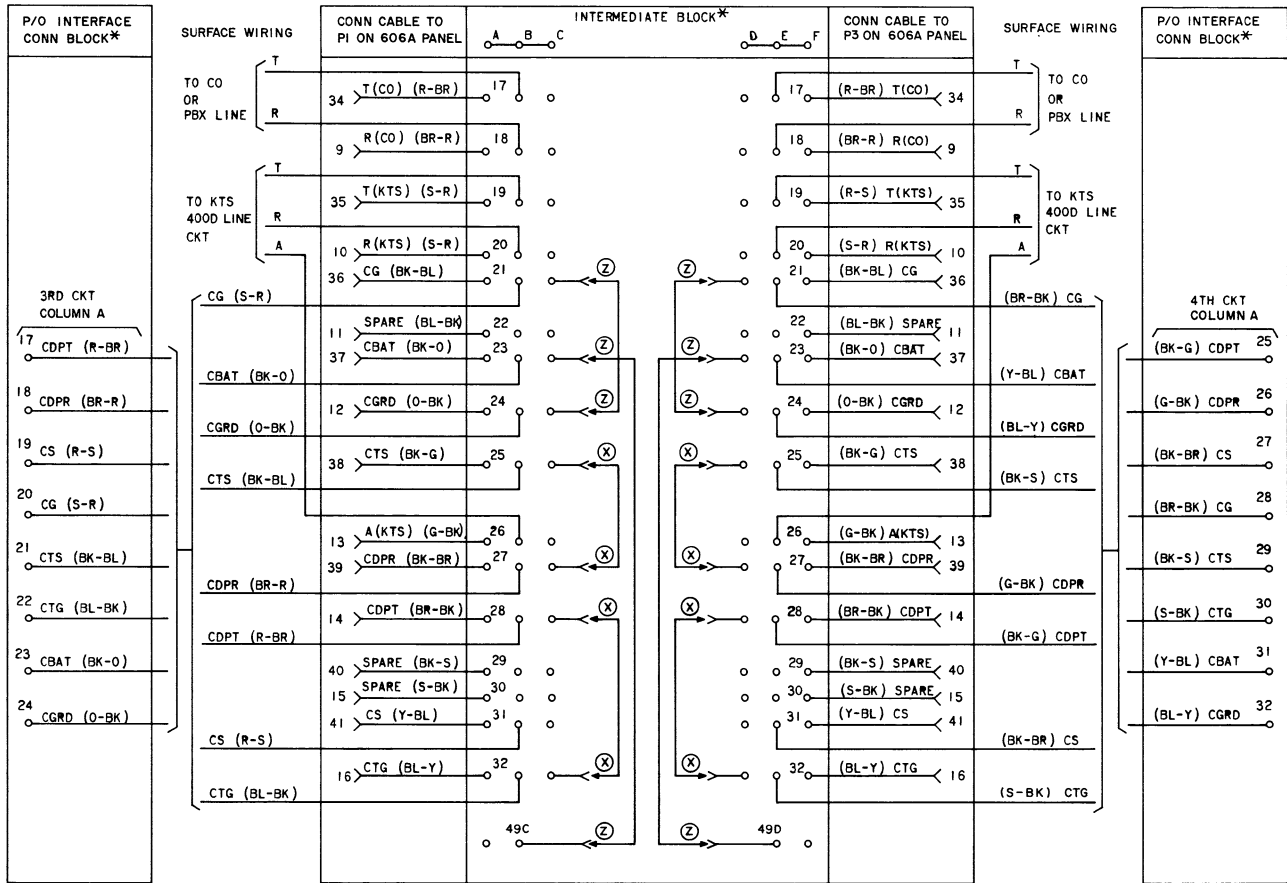 P/O INTERFACE
CONN BLOCK*
SURFACE WIRING
CONN CABLE TO
P1 ON 606A PANEL
INTERMEDIATE BLOCK*
A B C
D E F
CONN CABLE TO
P3 ON 606A PANEL
SURFACE WIRING
P/O INTERFACE
CONN BLOCK*
TO CO
OR
PBX LINE
T
R
TO KTS
400D LINE
CKT
T
R
A
3RD CKT
COLUMN A
17 CDPT (R-BR)
18 CDPR (BR-R)
19 CS (R-S)
20 CG (S-R)
21 CTS (BK-BL)
22 CTG (BL-BK)
23 CBAT (BK-O)
24 CGRD (O-BK)
CG (S-R)
CBAT (BK-O)
CGRD (O-BK)
CTS (BK-BL)
CDPR (BR-R)
CDPT (R-BR)
CS (R-S)
CTG (BL-BK)
34 T(CO) (R-BR) 17
9 R(CO) (BR-R) 18
35 T(KTS) (S-R) 19
10 R(KTS) (S-R) 20
36 CG (BK-BL) 21
11 SPARE (BL-BK) 22
37 CBAT (BK-O) 23
12 CGRD (O-BK) 24
38 CTS (BK-G) 25
13 A(KTS) (G-BK) 26
39 CDPR (BK-BR) 27
14 CDPT (BR-BK) 28
40 SPARE (BK-S) 29
15 SPARE (S-BK) 30
41 CS (Y-BL) 31
16 CTG (BL-Y) 32
49C
Z Z
Z Z
Z Z
X X
X X
X X
X X
Z Z
49D
17 (R-BR) T(CO) 34
18 (BR-R) R(CO) 9
19 (R-S) T(KTS) 35
20 (S-R) R(KTS) 10
21 (BK-BL) CG 36
22 (BL-BK) SPARE 11
23 (BK-O) CBAT 37
24 (O-BK) CGRD 12
25 (BK-G) CTS 38
26 (G-BK) A(KTS) 13
27 (BK-BR) CDPR 39
28 (BR-BK) CDPT 14
29 (BK-S) SPARE 40
30 (S-BK) SPARE 15
31 (Y-BL) CS 41
32 (BL-Y) CTG 16
T
R
TO CO
OR
PBX LINE
T
R
A
TO KTS
400D LINE
CKT
(BR-BK) CG
(Y-BL) CBAT
(BL-Y) CGRD
(BK-S) CTS
(G-BK) CDPR
(BK-G) CDPT
(BK-BR) CS
(S-BK) CTG
4TH CKT
COLUMN A
(BK-G) CDPT 25
(G-BK) CDPR 26
(BK-BR) CS 27
(BR-BK) CG 28
(BK-S) CTS 29
(S-BK) CTG 30
(Y-BL) CBAT 31
(BL-Y) CGRD 32